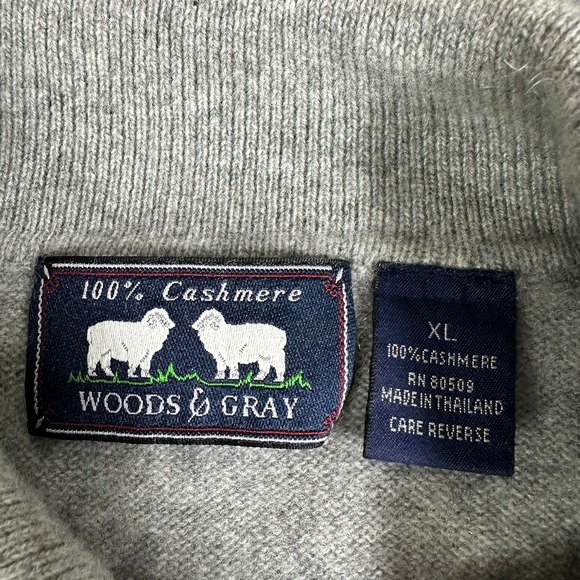 100% Cashmere
WOODS & GRAY
XL
100%CASHMERE
RN 80509
MADE IN THAILAND
CARE REVERSE